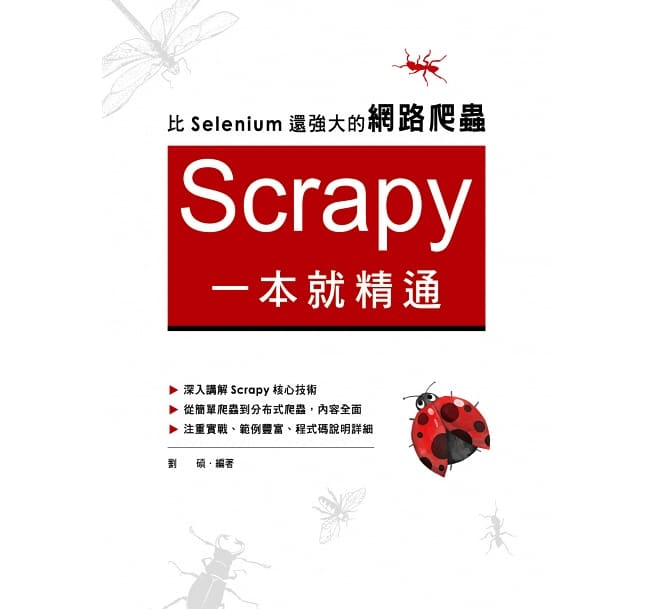 比 Selenium 還強大的網路爬蟲
Scrapy
一本就精通
▶ 深入講解 Scrapy 核心技術
▶ 從簡單爬蟲到分布式爬蟲，內容全面
▶ 注重實戰、範例豐富、程式碼說明詳細
劉　碩・編著